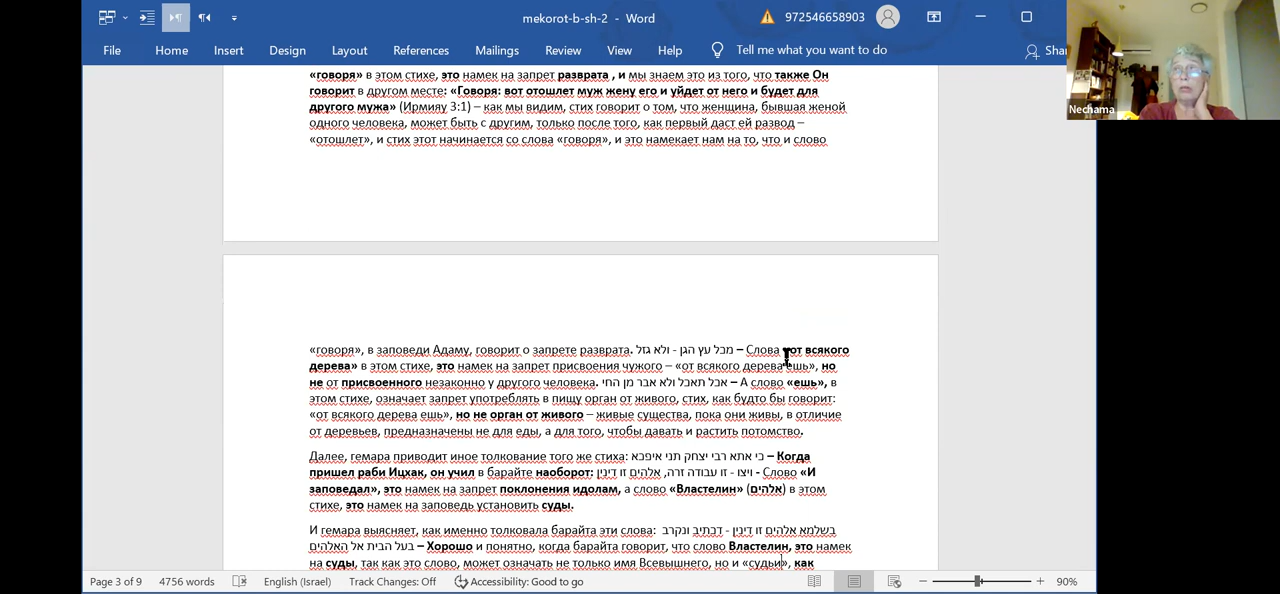 mekorot-b-sh-2 - Word
972546658903
File Home Insert Design Layout References Mailings Review View Help Tell me what you want to do Shar
Nechama
«говоря» в этом стихе, это намек на запрет разврата , и мы знаем это из того, что также Он
говорит в другом месте: «Говоря: вот отошлет муж жену его и уйдет от него и будет для
другого мужа» (Ирмияу 3:1) – как мы видим, стих говорит о том, что женщина, бывшая женой
одного человека, может быть с другим, только после того, как первый даст ей развод –
«отошлет», и стих этот начинается со слова «говоря», и это намекает нам на то, что и слово
«говоря», в заповеди Адаму, говорит о запрете разврата. מכל עץ הגן - ולא גזל – Слова «от всякого
дерева» в этом стихе, это намек на запрет присвоения чужого – «от всякого дерева ешь», но
не от присвоенного незаконно у другого человека. אכל תאכל ולא אבר מן החי – А слово «ешь», в
этом стихе, означает запрет употреблять в пищу орган от живого, стих, как будто бы говорит:
«от всякого дерева ешь», но не орган от живого – живые существа, пока они живы, в отличие
от деревьев, предназначены не для еды, а для того, чтобы давать и растить потомство.
Далее, гемара приводит иное толкование того же стиха: כי אתא רבי יצחק תני איפכא – Когда
пришел раби Ицхак, он учил в барайте наоборот: ויצו - זו עבודה זרה, אלהים זו דינין - Слово «И
заповедал», это намек на запрет поклонения идолам, а слово «Властелин» (אלהים) в этом
стихе, это намек на заповедь установить суды.
И гемара выясняет, как именно толковала барайта эти слова: בשלמא אלהים זו דינין - דכתיב ונקרב
בעל הבית אל האלהים – Хорошо и понятно, когда барайта говорит, что слово Властелин, это намек
на суды, так как это слово, может означать не только имя Всевышнего, но и «судьи», как
Page 3 of 9 4756 words English (Israel) Track Changes: Off Accessibility: Good to go 90%